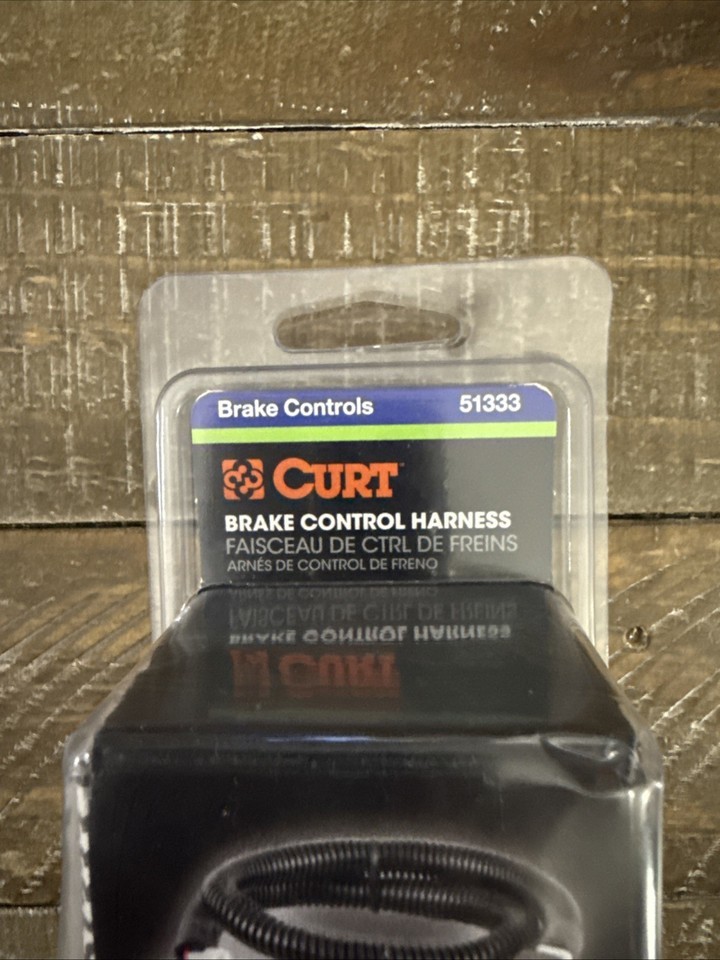 Brake Controls 51333
CURT
BRAKE CONTROL HARNESS
FAISCEAU DE CTRL DE FREINS
ARNÉS DE CONTROL DE FRENO